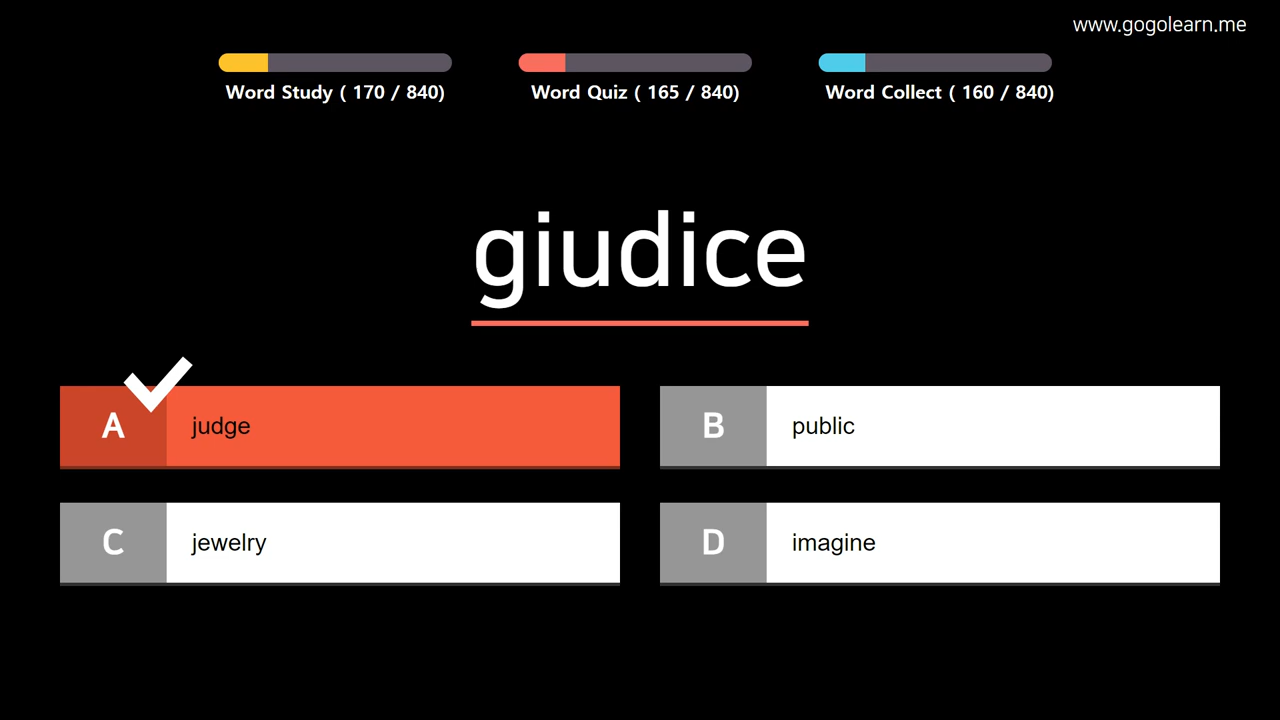 www.gogolearn.me
Word Study ( 170 / 840)
Word Quiz ( 165 / 840)
Word Collect ( 160 / 840)
giudice
A judge
B public
C jewelry
D imagine